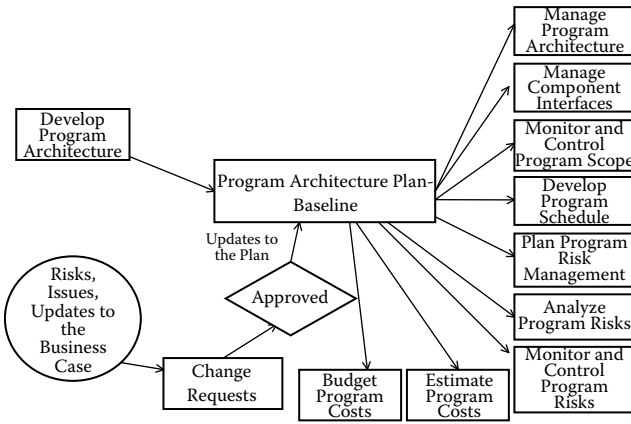 Manage
Program
Architecture
Manage
Component
Interfaces
Develop
Program
Architecture
Monitor and
Control
Program Scope
Program Architecture Plan-
Baseline
Develop
Program
Schedule
Updates to
the Plan
Plan Program
Risk
Management
Risks,
Issues,
Updates to
the
Business
Case
Approved
Analyze
Program Risks
Change
Requests
Budget
Program
Costs
Estimate
Program
Costs
Monitor and
Control
Program
Risks